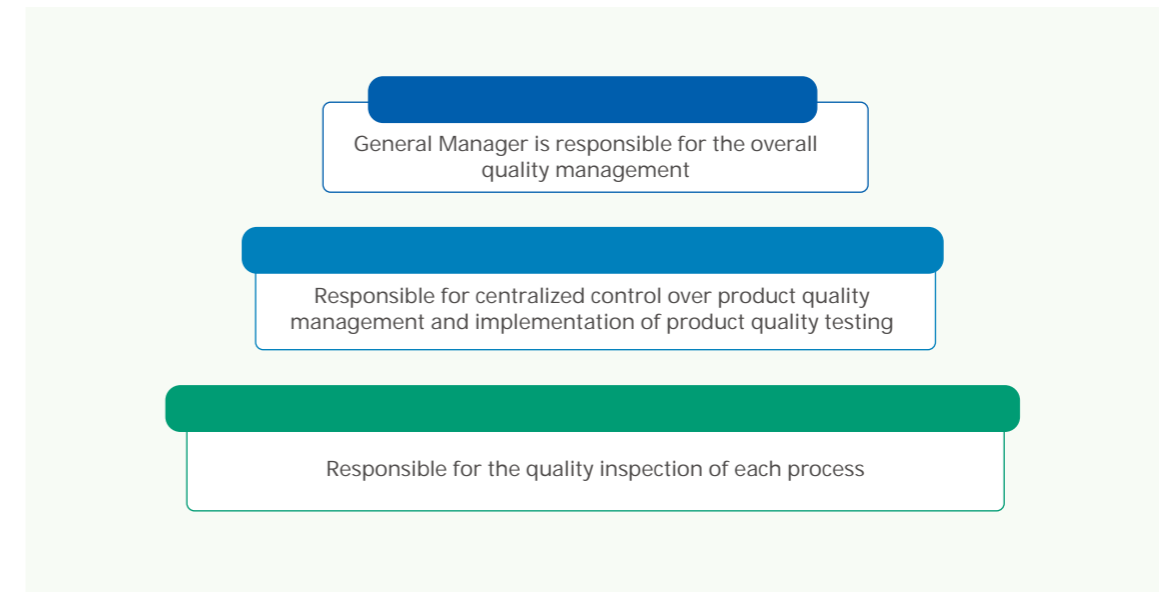 General Manager is responsible for the overall
quality management
Responsible for centralized control over product quality
management and implementation of product quality testing
Responsible for the quality inspection of each process